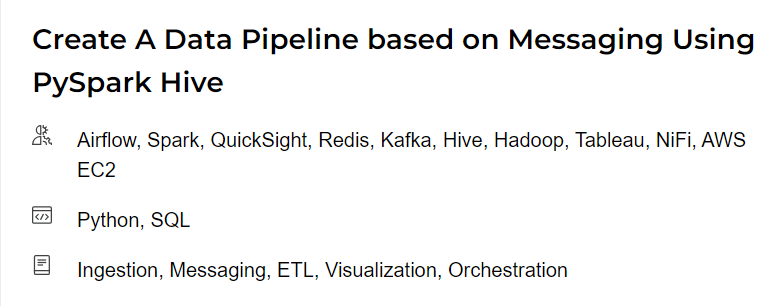 Create A Data Pipeline based on Messaging Using
PySpark Hive
Airflow, Spark, QuickSight, Redis, Kafka, Hive, Hadoop, Tableau, NiFi, AWS
EC2
Python, SQL
Ingestion, Messaging, ETL, Visualization, Orchestration